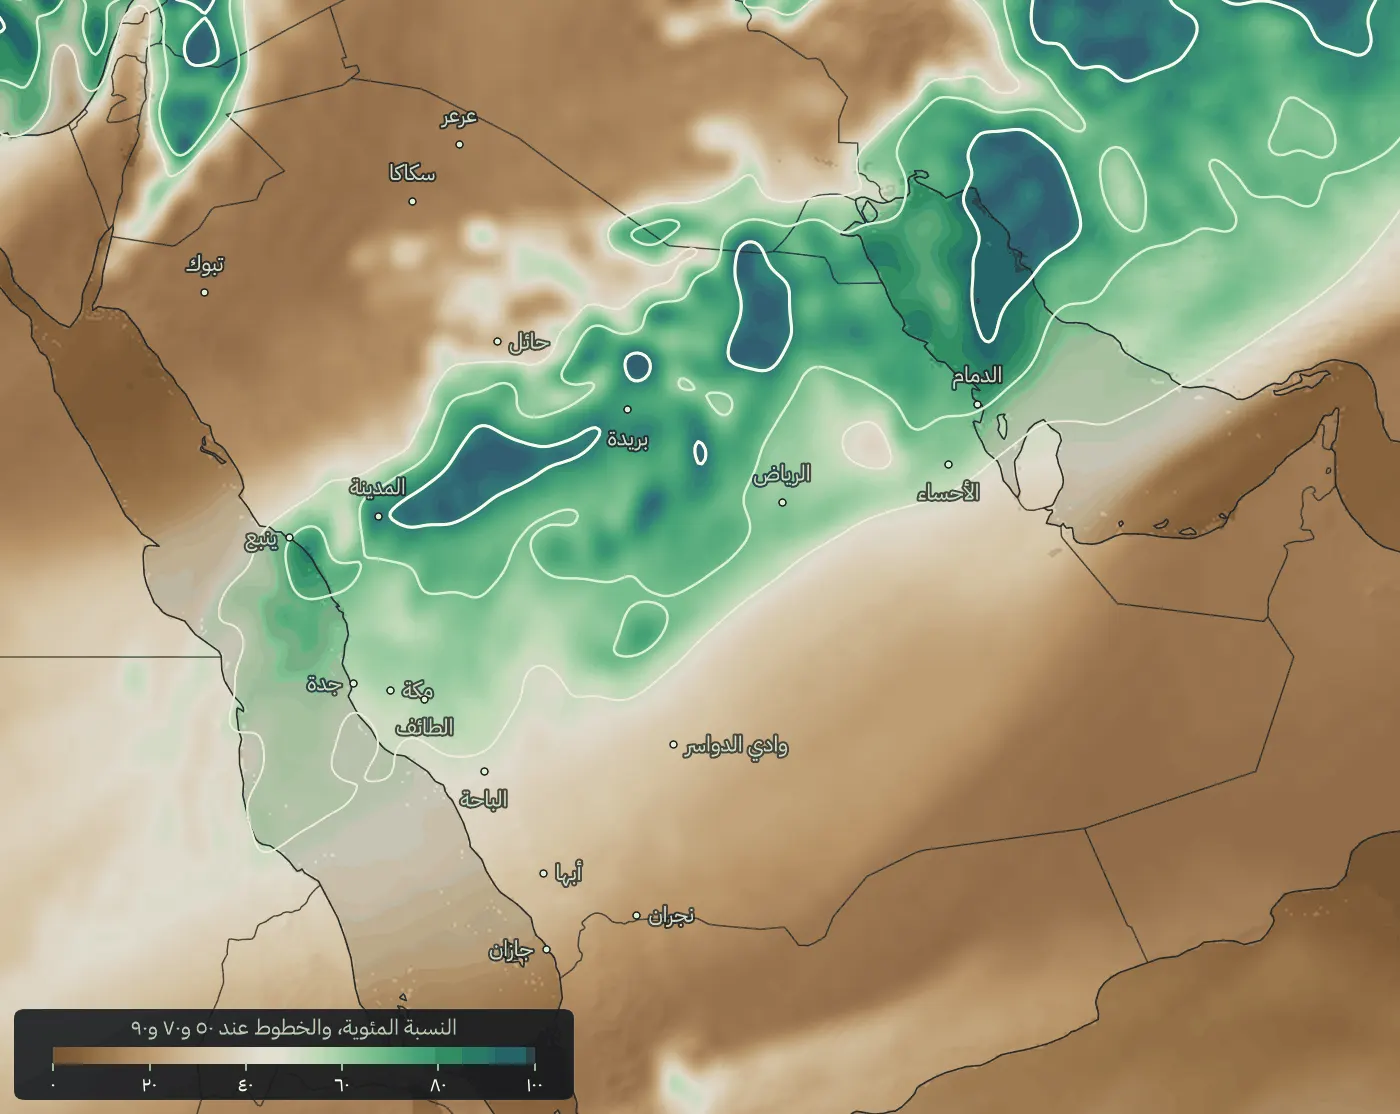 عرعر
سكاكا
تبوك
حائل
الدمام
بريدة
الرياض
المدينة
الأحساء
ينبع
جدة
مكة
الطائف
وادي الدواسر
الباحة
أبها
نجران
جازان
النسبة المئوية، والخطوط عند ٥٠ و٧٠ و٩٠
٠ ٢٠ ٤٠ ٦٠ ٨٠ ١٠٠